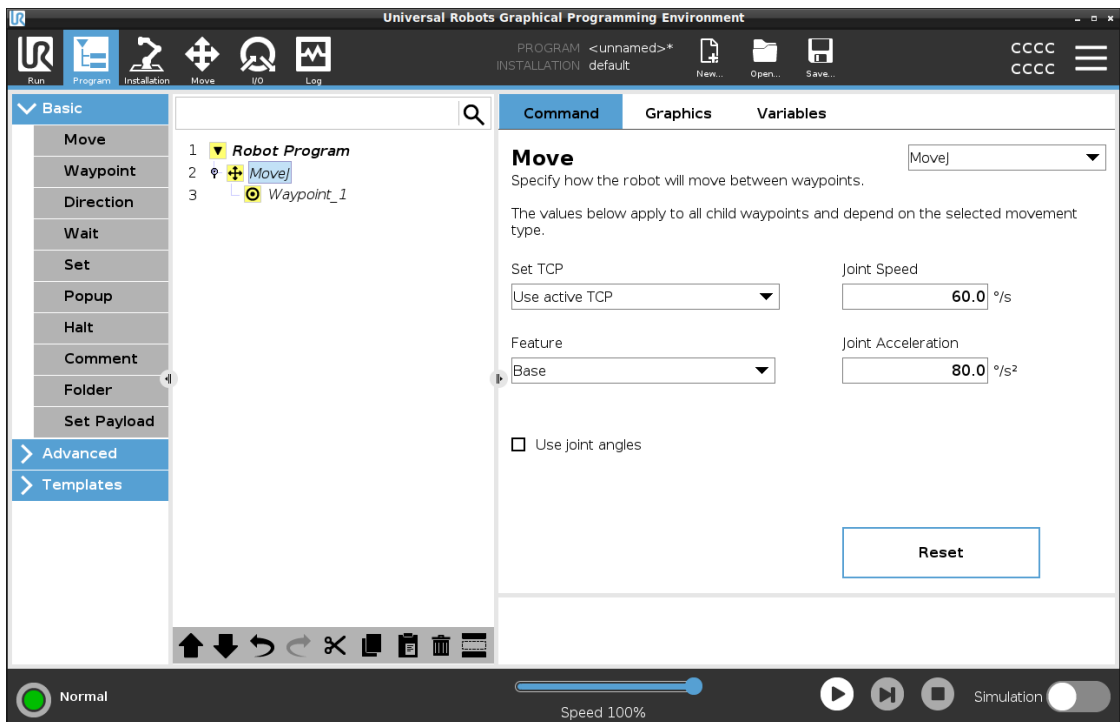 Universal Robots Graphical Programming Environment
UR
Run
Program
Installation
Move
I/O
Log
PROGRAM <unnamed>*
INSTALLATION default
New...
Open...
Save...
CCCC
CCCC
Basic
Move
Waypoint
Direction
Wait
Set
Popup
Halt
Comment
Folder
Set Payload
Advanced
Templates
1 Robot Program
2 MoveJ
3 Waypoint_1
Command Graphics Variables
Move
MoveJ
Specify how the robot will move between waypoints.
The values below apply to all child waypoints and depend on the selected movement
type.
Set TCP
Joint Speed
Use active TCP
60.0 °/s
Feature
Joint Acceleration
Base
80.0 °/s²
Use joint angles
Reset
Normal
Speed 100%
Simulation